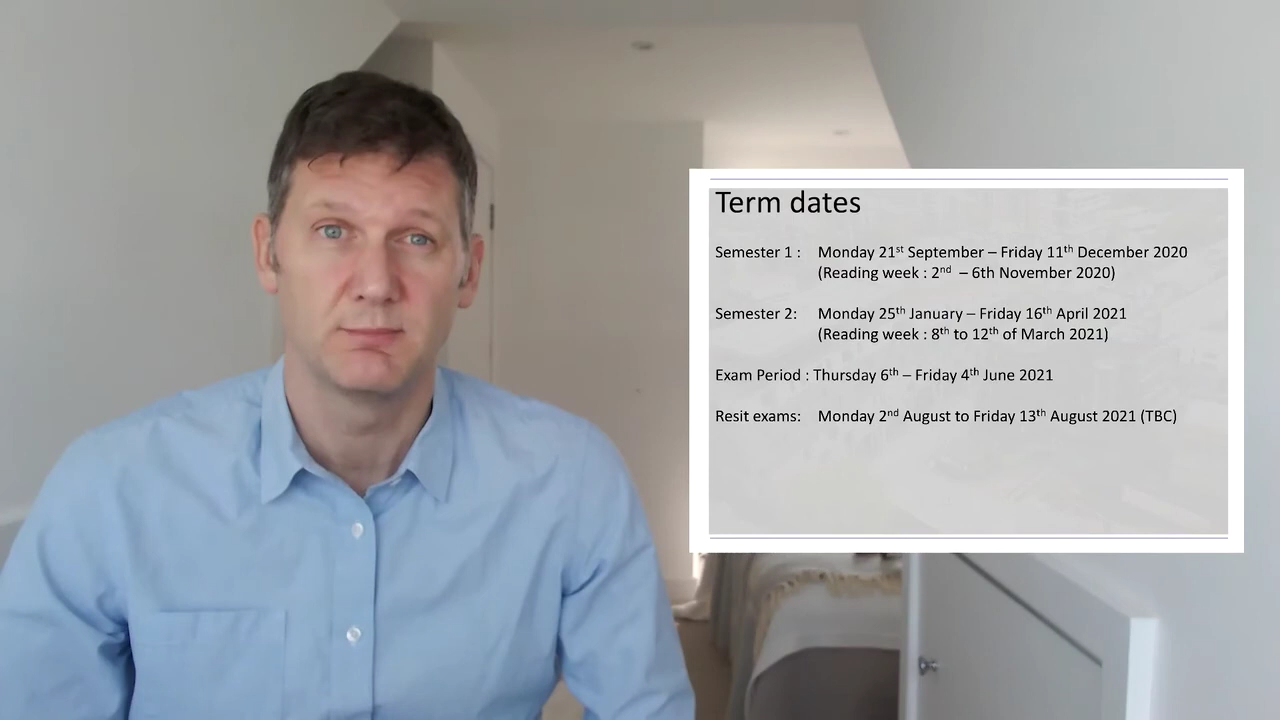 Term dates
Semester 1 : Monday 21st September – Friday 11th December 2020
(Reading week : 2nd – 6th November 2020)
Semester 2: Monday 25th January – Friday 16th April 2021
(Reading week : 8th to 12th of March 2021)
Exam Period : Thursday 6th – Friday 4th June 2021
Resit exams: Monday 2nd August to Friday 13th August 2021 (TBC)